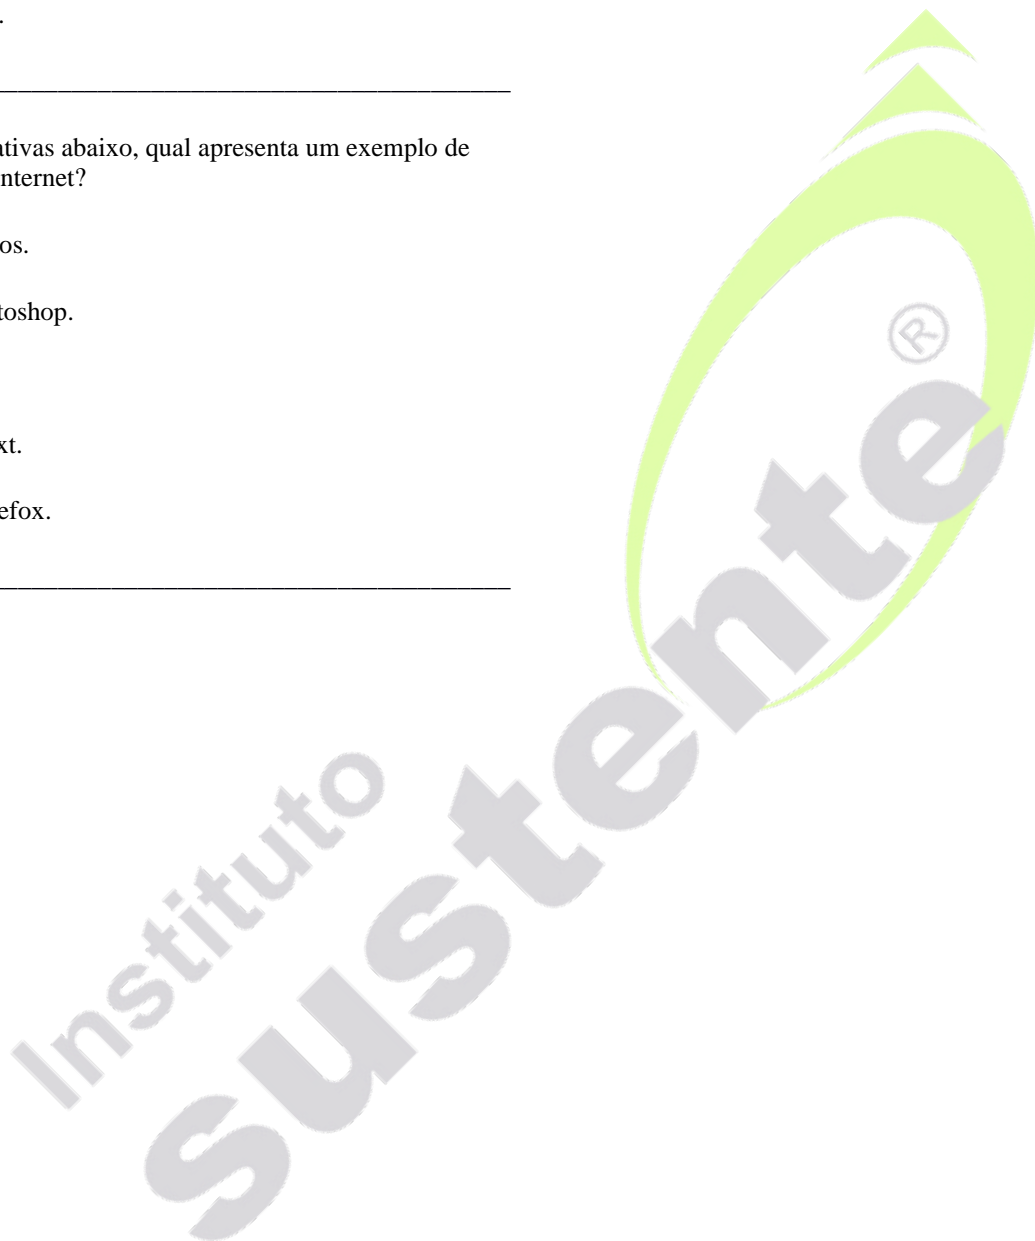 .
ativas abaixo, qual apresenta um exemplo de
nternet?
os.
toshop.
xt.
efox.
®
Instituto
sustente